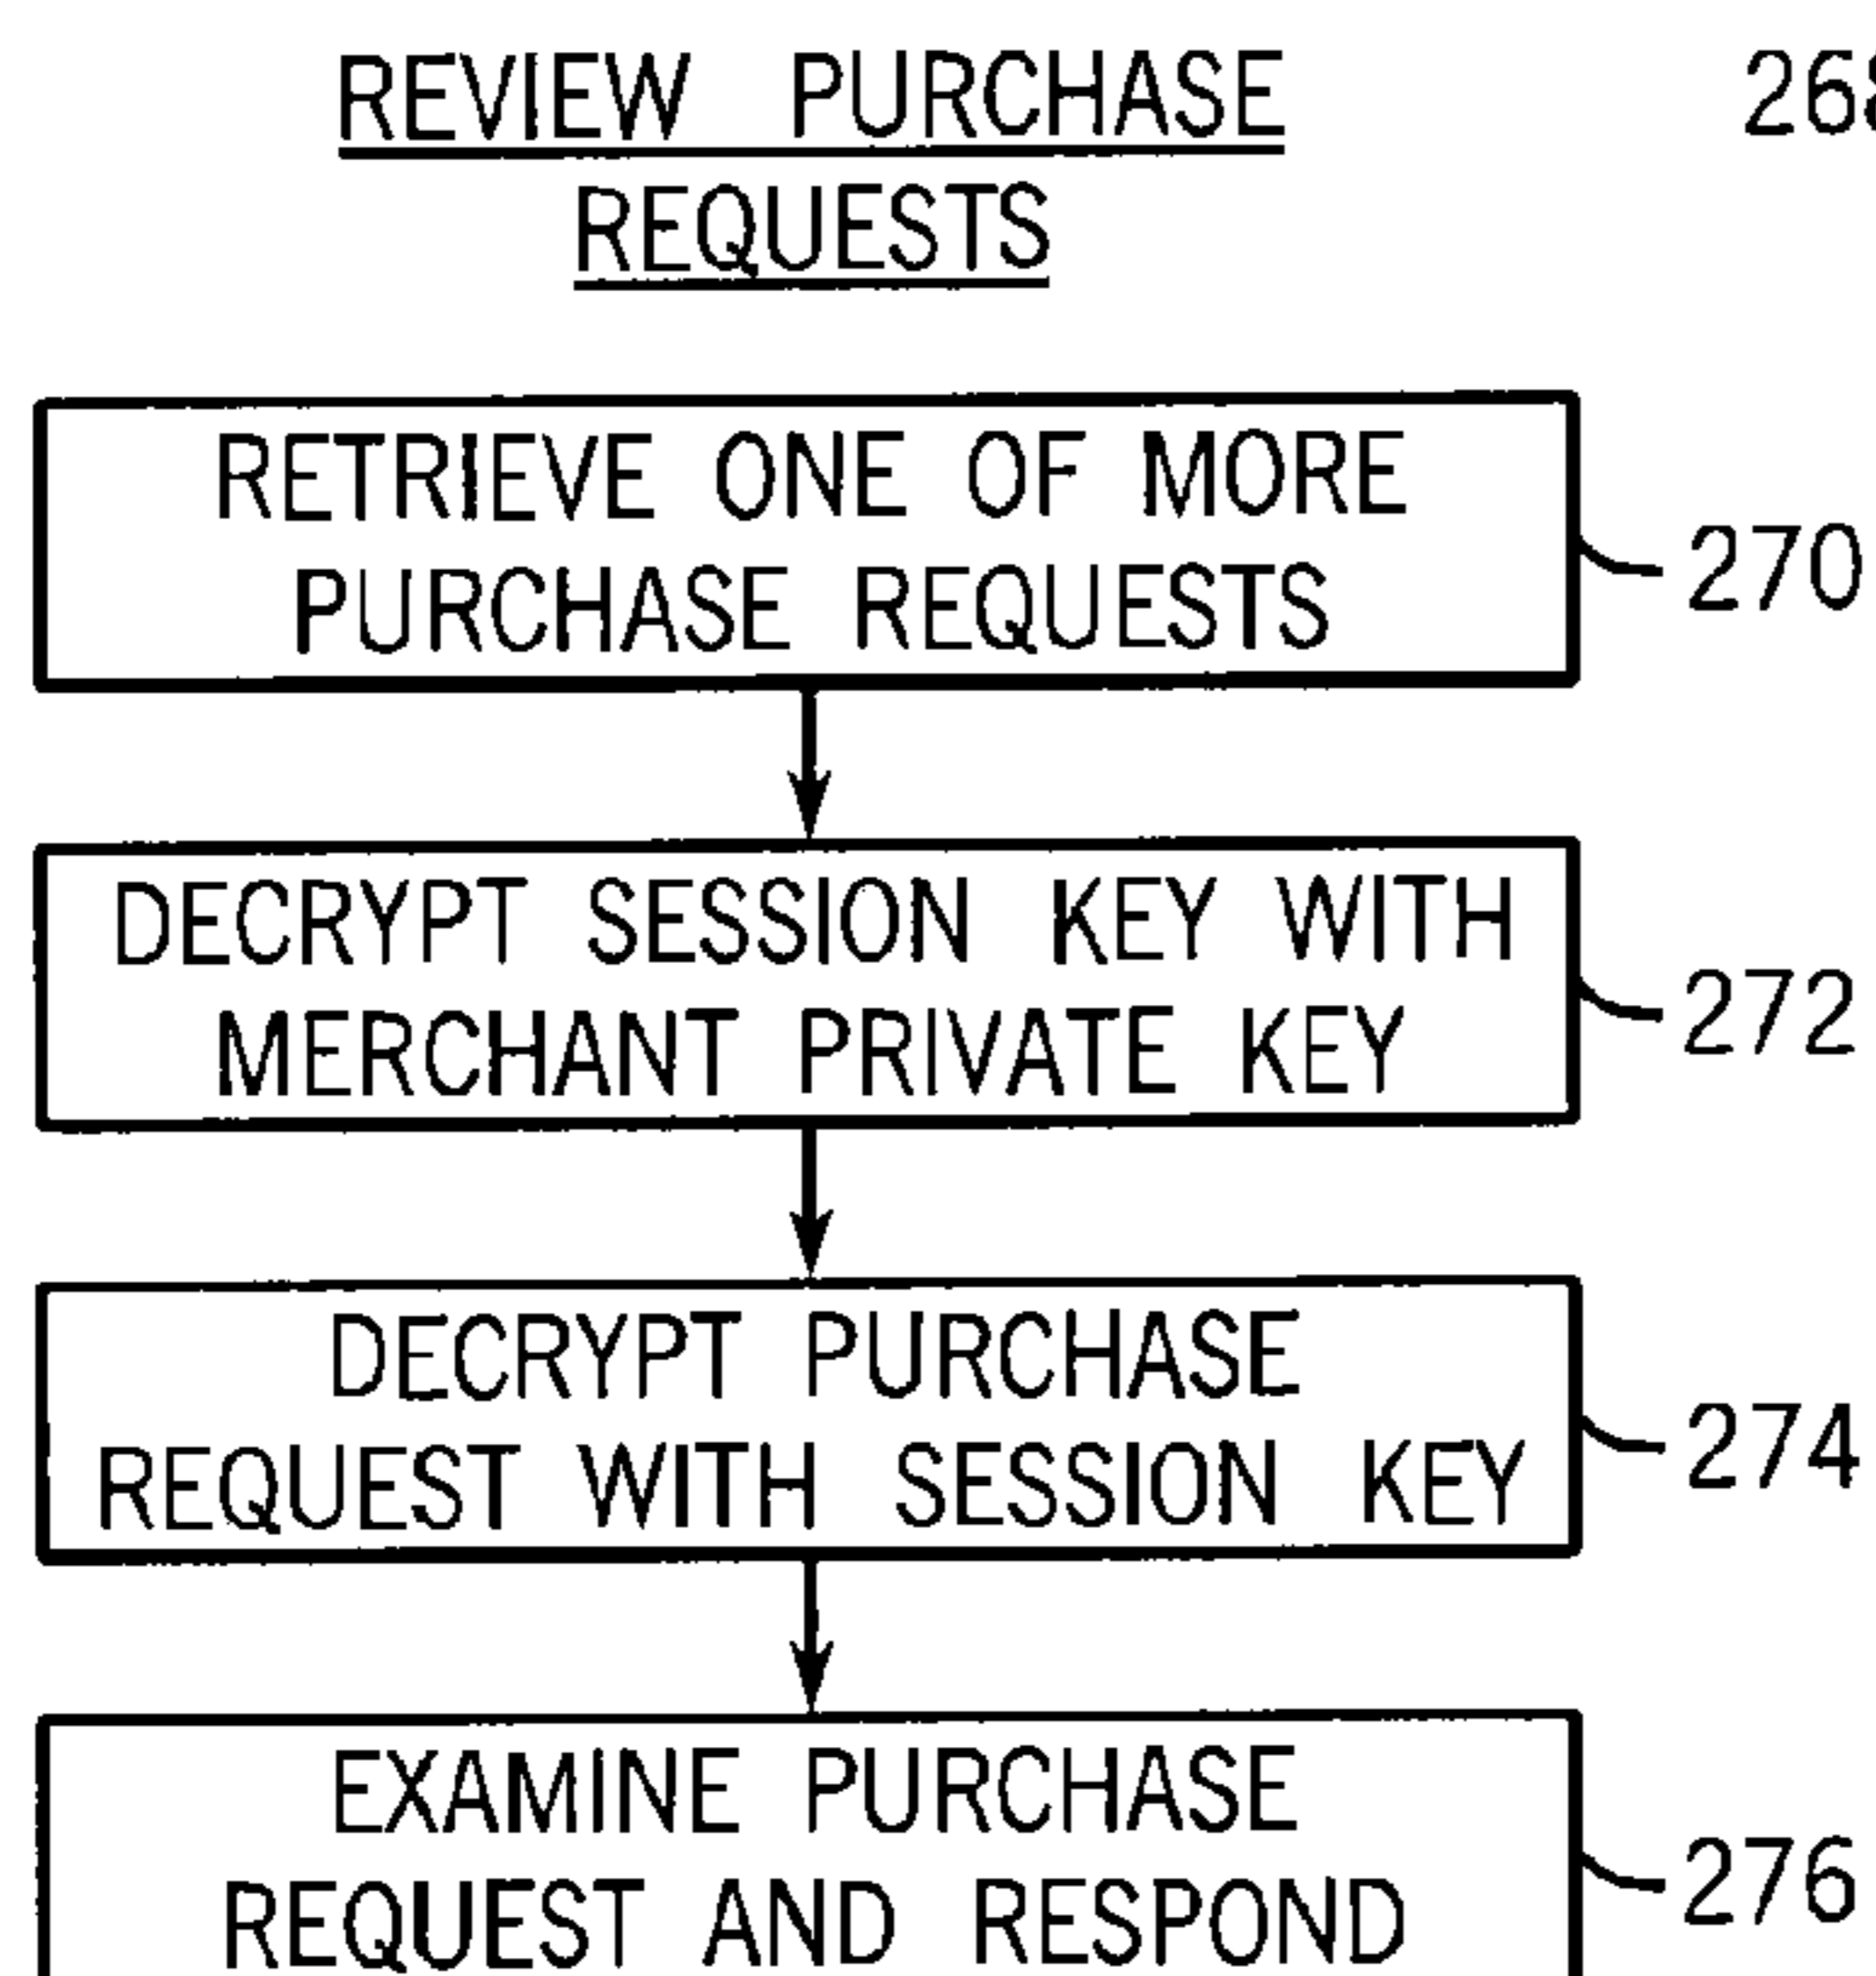 REVIEW PURCHASE
REQUESTS
RETRIEVE ONE OF MORE
PURCHASE REQUESTS
270
DECRYPT SESSION KEY WITH
MERCHANT PRIVATE KEY
272
DECRYPT PURCHASE
REQUEST WITH SESSION KEY
274
EXAMINE PURCHASE
REQUEST AND RESPOND
276